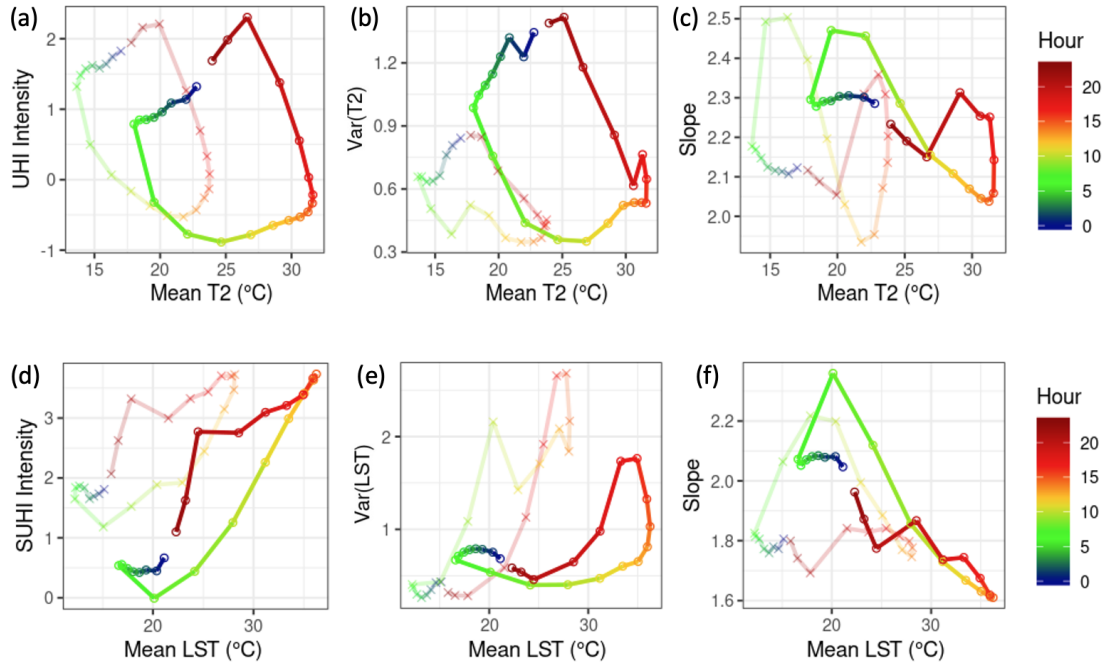 (a)
(b)
(c)
UHI Intensity
2
1
0
-1
15
20
25
30
Mean T2 (°C)
Var(T2)
1.2
0.9
0.6
0.3
15
20
25
30
Mean T2 (°C)
Slope
2.5
2.4
2.3
2.2
2.1
2.0
15
20
25
30
Mean T2 (°C)
Hour
20
15
10
5
0
(d)
(e)
(f)
SUHI Intensity
3
2
1
0
20
30
Mean LST (°C)
Var(LST)
2
1
20
30
Mean LST (°C)
Slope
2.2
2.0
1.8
1.6
20
30
Mean LST (°C)
Hour
20
15
10
5
0